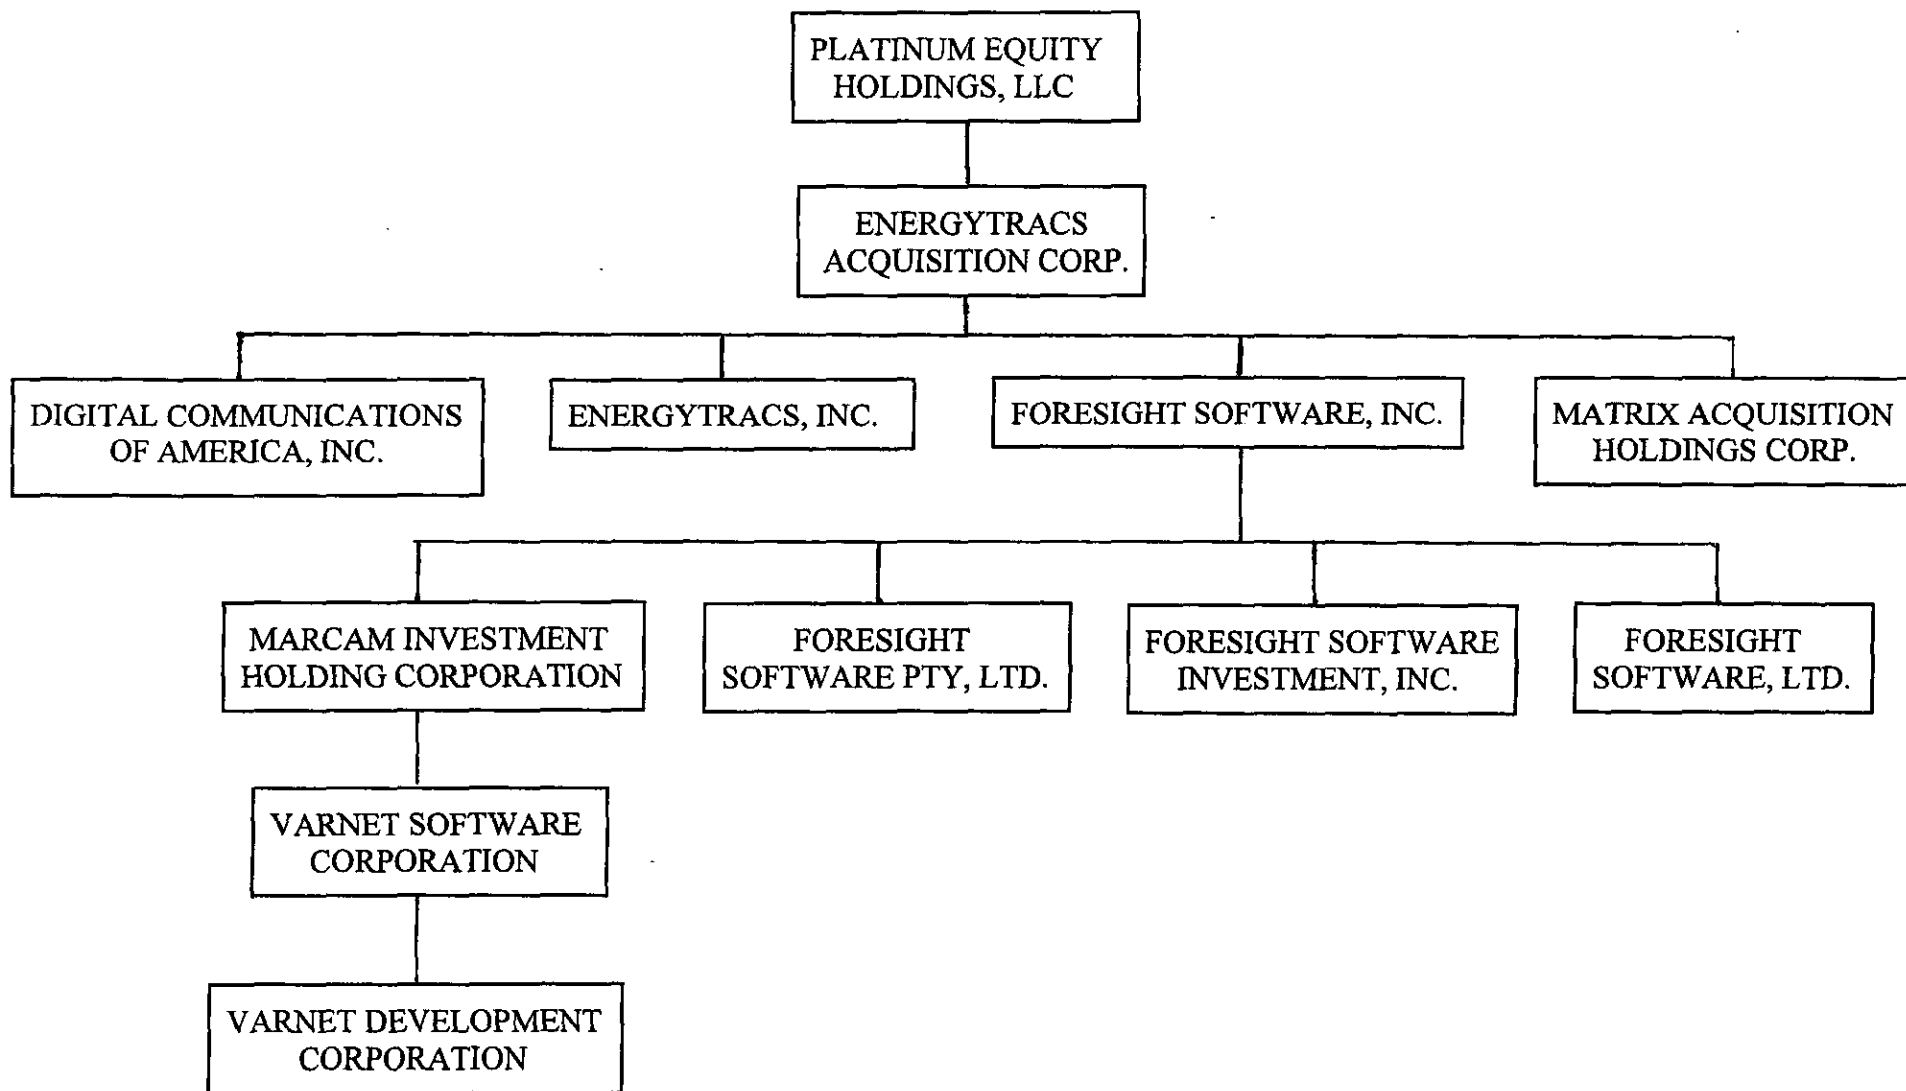 PLATINUM EQUITY
HOLDINGS, LLC
ENERGYTRACS
ACQUISITION CORP.
DIGITAL COMMUNICATIONS
OF AMERICA, INC.
ENERGYTRACS, INC.
FORESIGHT SOFTWARE, INC.
MATRIX ACQUISITION
HOLDINGS CORP.
MARCAM INVESTMENT
HOLDING CORPORATION
FORESIGHT
SOFTWARE PTY, LTD.
FORESIGHT SOFTWARE
INVESTMENT, INC.
FORESIGHT
SOFTWARE, LTD.
VARNET SOFTWARE
CORPORATION
VARNET DEVELOPMENT
CORPORATION